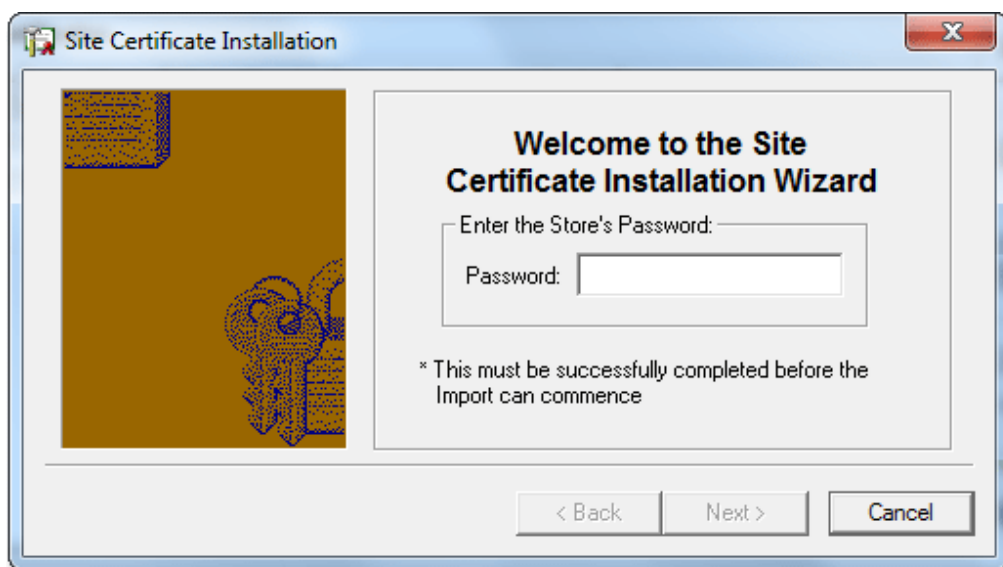 Site Certificate Installation
Welcome to the Site
Certificate Installation Wizard
Enter the Store's Password:
Password:
* This must be successfully completed before the
Import can commence
< Back
Next >
Cancel